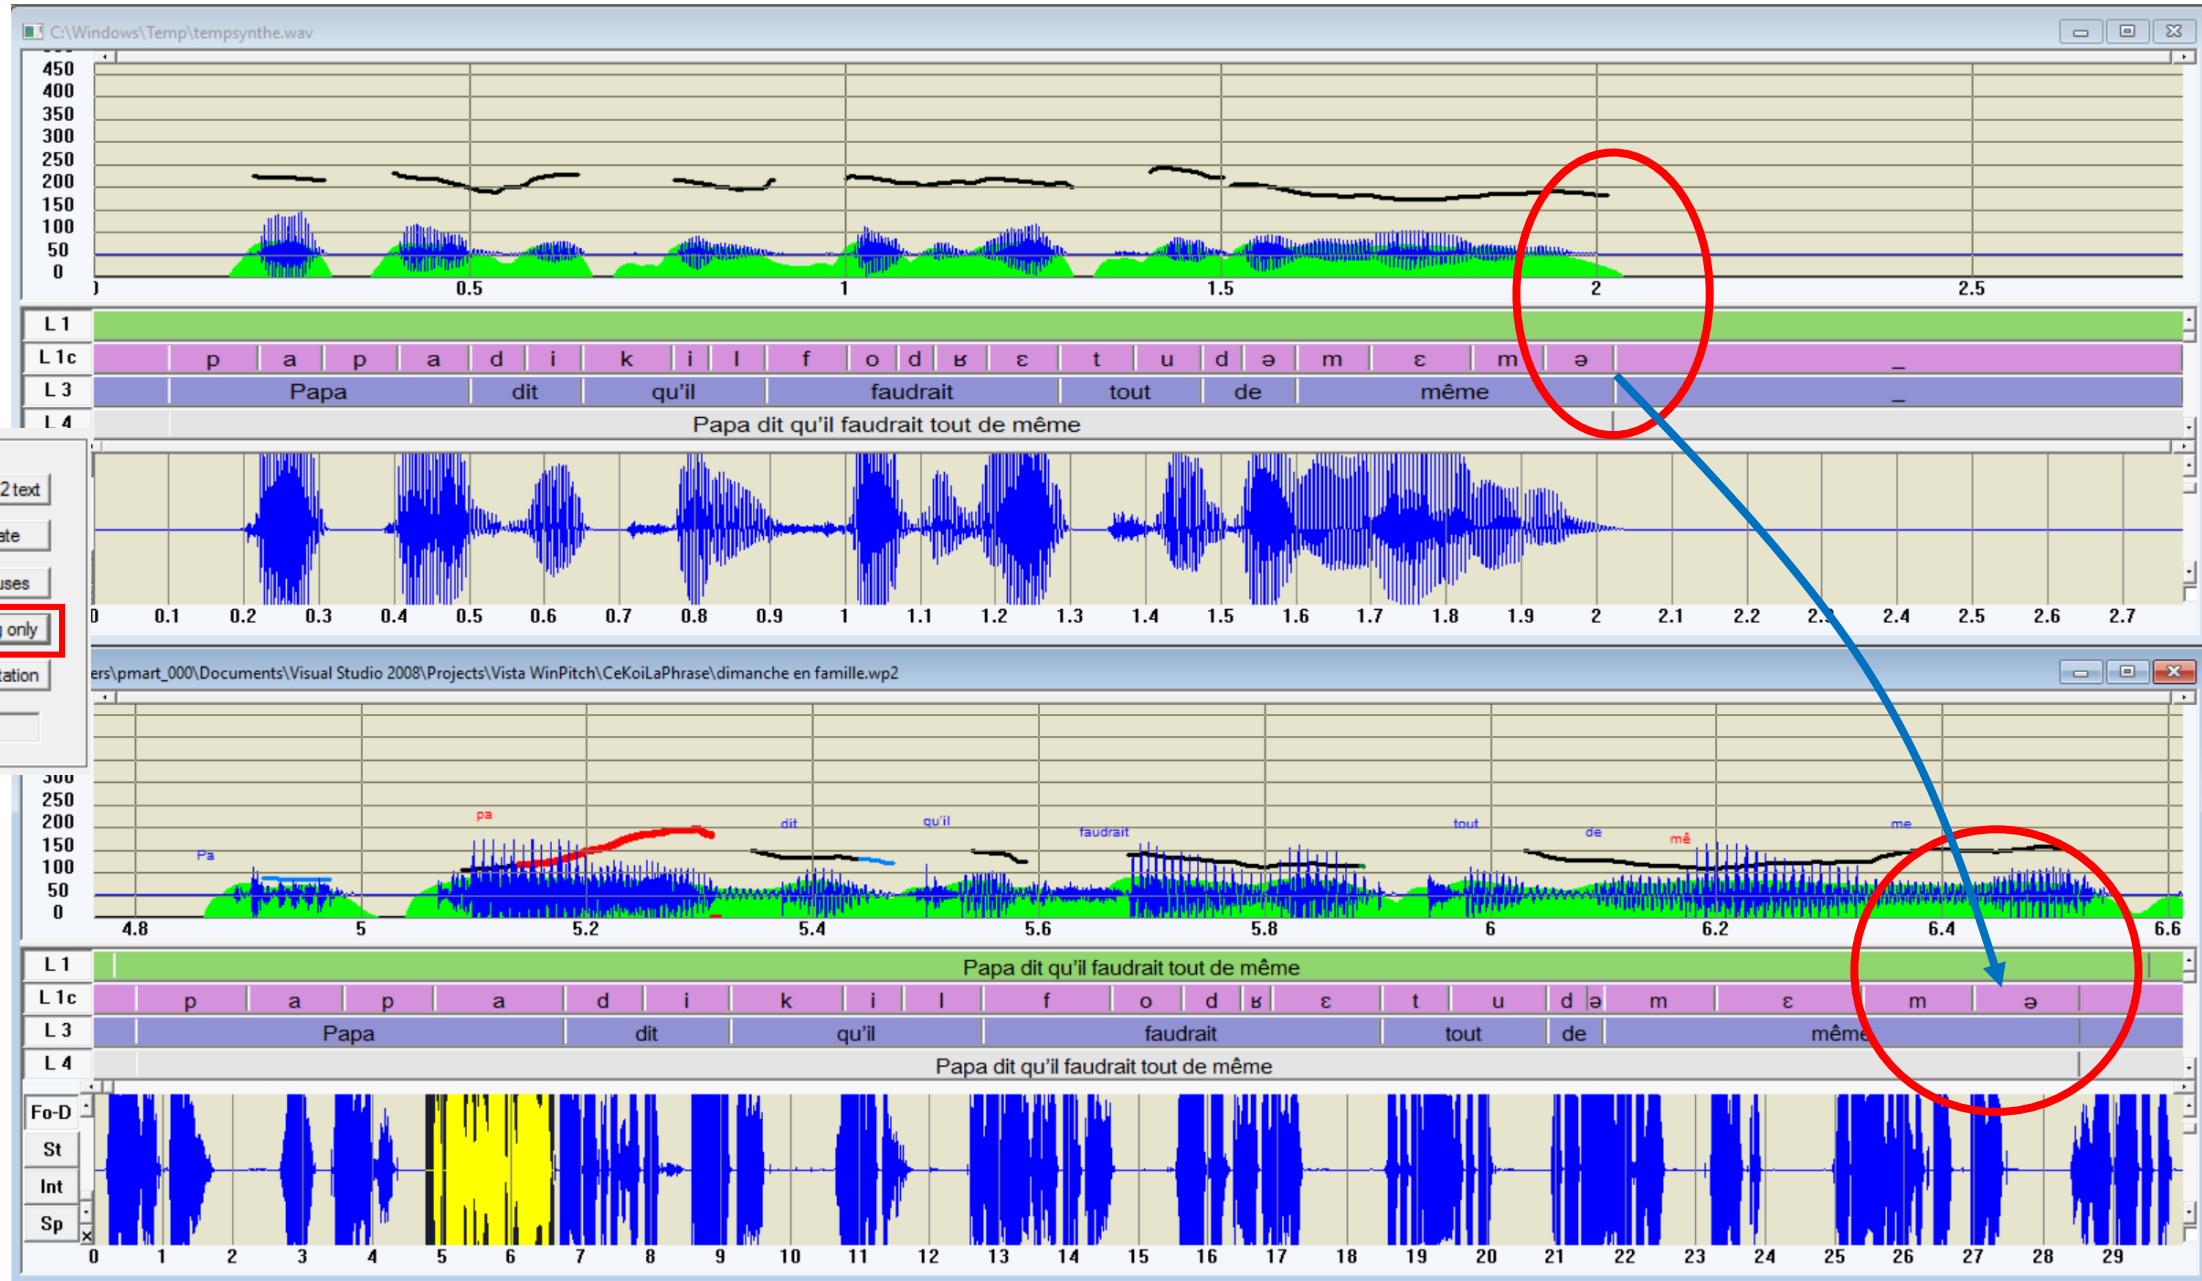 C:\Windows\Temp\tempsynthe.wav
450
400
350
300
250
200
150
100
50
0
0.5 1 1.5 2 2.5
L 1
L 1c p a p a d i k i l f o d ʁ ɛ t u d ə m ɛ m ə _
L 3 Papa dit qu'il faudrait tout de même _
L 4 Papa dit qu'il faudrait tout de même
2 text
ate
uses
g only
tation
0 0.1 0.2 0.3 0.4 0.5 0.6 0.7 0.8 0.9 1 1.1 1.2 1.3 1.4 1.5 1.6 1.7 1.8 1.9 2 2.1 2.2 2.3 2.4 2.5 2.6 2.7
ers\pmart_000\Documents\Visual Studio 2008\Projects\Vista WinPitch\CeKoiLaPhrase\dimanche en famille.wp2
300
250
200
150
100
50
0
Pa pa dit qu'il faudrait tout de mê me
4.8 5 5.2 5.4 5.6 5.8 6 6.2 6.4 6.6
L 1 Papa dit qu'il faudrait tout de même
L 1c p a p a d i k i l f o d ʁ ɛ t u d ə m ɛ m ə
L 3 Papa dit qu'il faudrait tout de même
L 4 Papa dit qu'il faudrait tout de même
Fo-D
St
Int
Sp
0 1 2 3 4 5 6 7 8 9 10 11 12 13 14 15 16 17 18 19 20 21 22 23 24 25 26 27 28 29